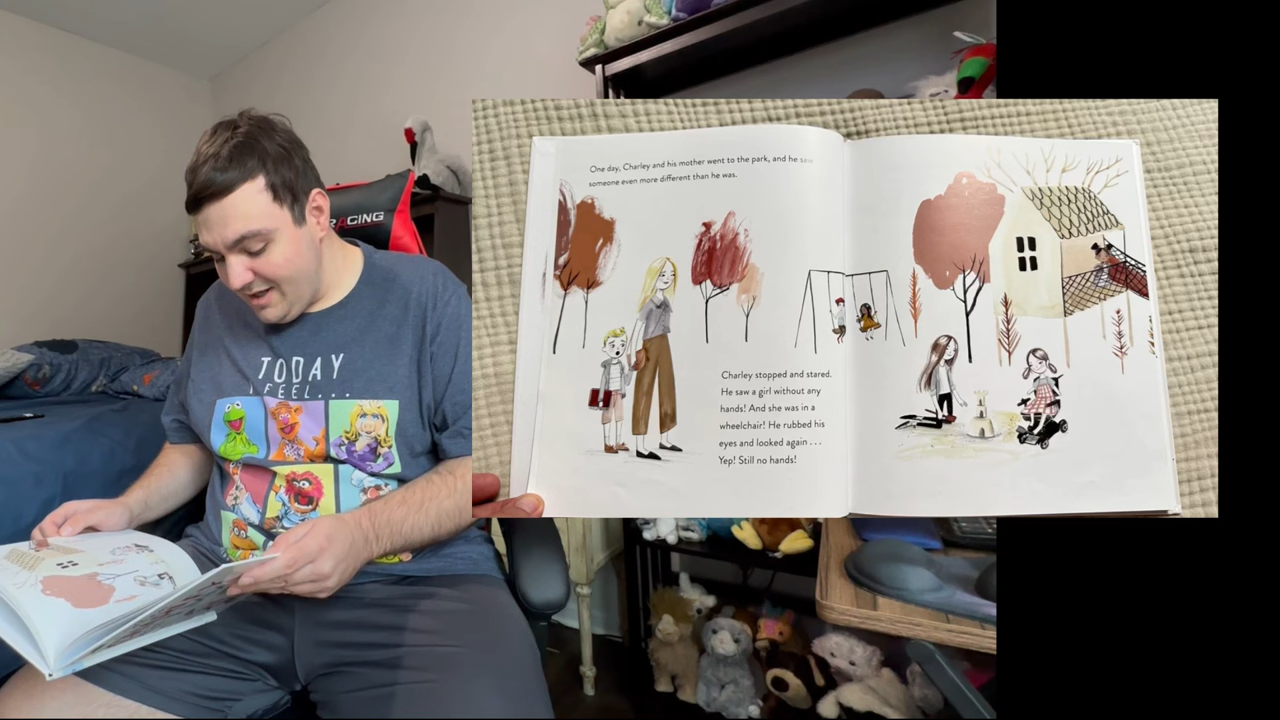 RACING
TODAY
I FEEL...
One day, Charley and his mother went to the park, and he saw
someone even more different than he was.
Charley stopped and stared.
He saw a girl without any
hands! And she was in a
wheelchair! He rubbed his
eyes and looked again . . .
Yep! Still no hands!